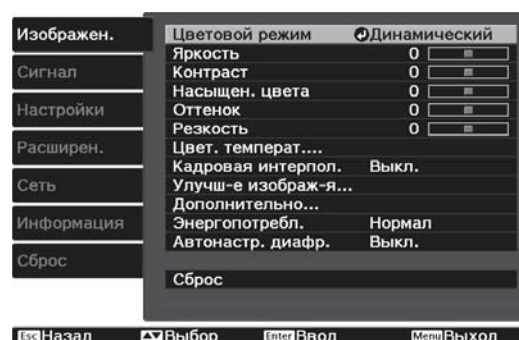 Изображен.
Сигнал
Настройки
Расширен.
Сеть
Информация
Сброс
Цветовой режим Динамический
Яркость 0
Контраст 0
Насыщен. цвета 0
Оттенок 0
Резкость 0
Цвет. температ....
Кадровая интерпол. Выкл.
Улучш-е изображ-я...
Дополнительно...
Энергопотребл. Нормал
Автонастр. диафр. Выкл.
Сброс
Esc Назад Выбор Enter Ввод Menu Выход